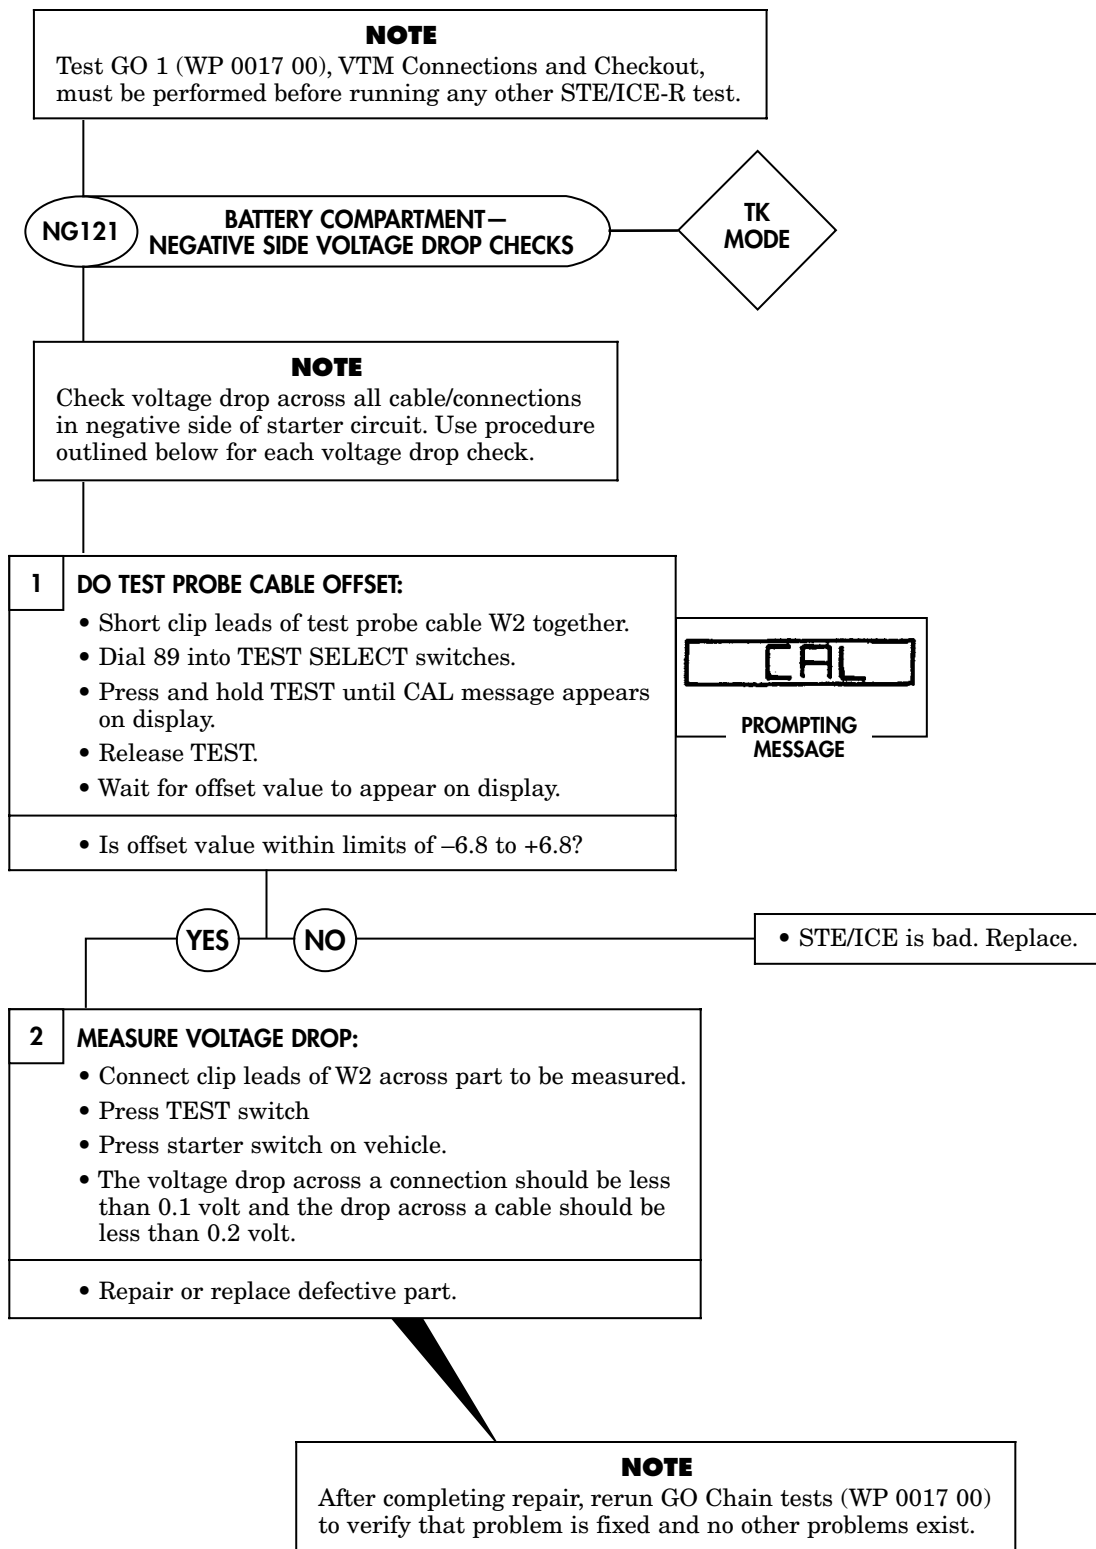 NOTE
Test GO 1 (WP 0017 00), VTM Connections and Checkout,
must be performed before running any other STE/ICE-R test.
NG121
BATTERY COMPARTMENT—
NEGATIVE SIDE VOLTAGE DROP CHECKS
TK
MODE
NOTE
Check voltage drop across all cable/connections
in negative side of starter circuit. Use procedure
outlined below for each voltage drop check.
1
DO TEST PROBE CABLE OFFSET:
• Short clip leads of test probe cable W2 together.
• Dial 89 into TEST SELECT switches.
• Press and hold TEST until CAL message appears
on display.
• Release TEST.
• Wait for offset value to appear on display.
CAL
PROMPTING
MESSAGE
• Is offset value within limits of –6.8 to +6.8?
YES
NO
• STE/ICE is bad. Replace.
2
MEASURE VOLTAGE DROP:
• Connect clip leads of W2 across part to be measured.
• Press TEST switch
• Press starter switch on vehicle.
• The voltage drop across a connection should be less
than 0.1 volt and the drop across a cable should be
less than 0.2 volt.
• Repair or replace defective part.
NOTE
After completing repair, rerun GO Chain tests (WP 0017 00)
to verify that problem is fixed and no other problems exist.